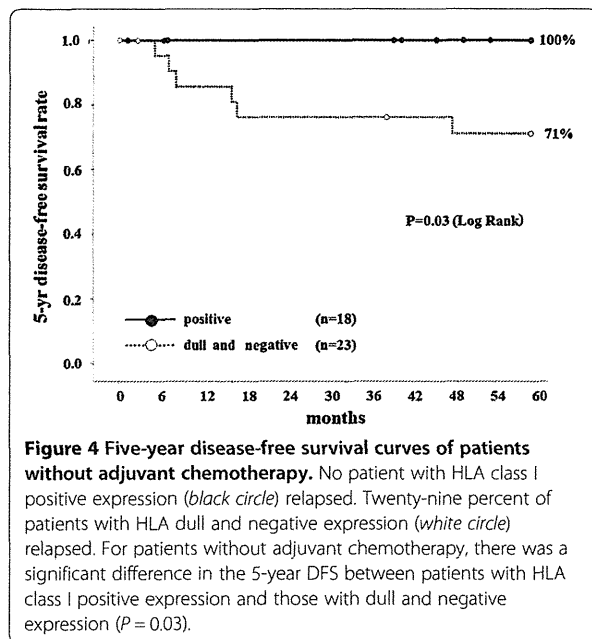 1.0
100%
0.8
71%
5-yr disease-free survival rate
0.6
P=0.03 (Log Rank)
0.4
0.2
positive (n=18)
dull and negative (n=23)
0.0
0 6 12 18 24 30 36 42 48 54 60
months
Figure 4 Five-year disease-free survival curves of patients
without adjuvant chemotherapy. No patient with HLA class I
positive expression (black circle) relapsed. Twenty-nine percent of
patients with HLA dull and negative expression (white circle)
relapsed. For patients without adjuvant chemotherapy, there was a
significant difference in the 5-year DFS between patients with HLA
class I positive expression and those with dull and negative
expression (P = 0.03).